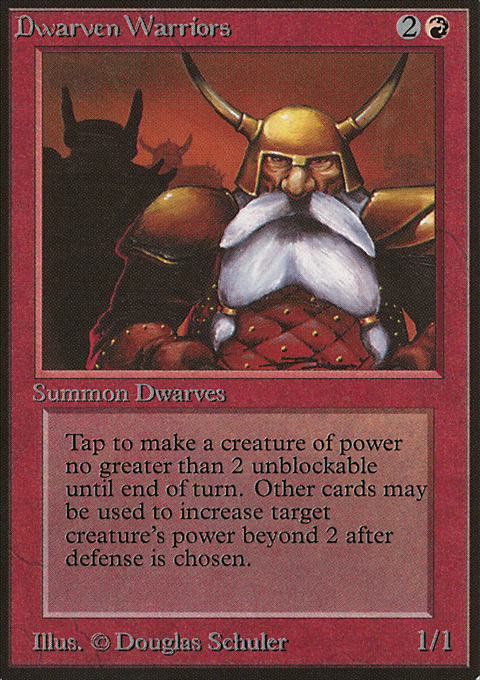 Dwarven Warriors 2
Summon Dwarves
Tap to make a creature of power
no greater than 2 unblockable
until end of turn. Other cards may
be used to increase target
creature's power beyond 2 after
defense is chosen.
Illus. © Douglas Schuler 1/1